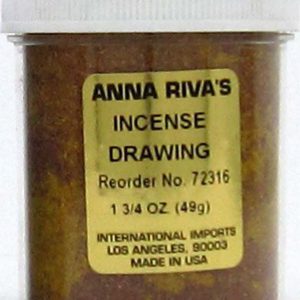 ANNA RIVA'S
INCENSE
DRAWING
Reorder No. 72316
1 3/4 OZ. (49g)
INTERNATIONAL IMPORTS
LOS ANGELES, 90003
MADE IN USA